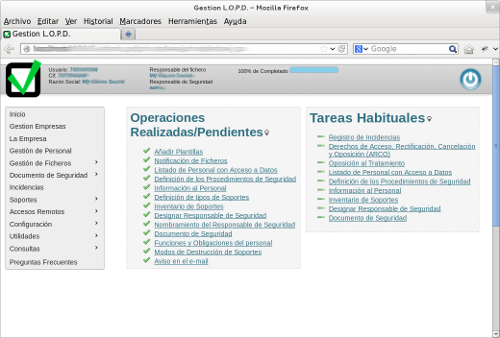 Gestion L.O.P.D. - Mozilla Firefox
Archivo Editar Ver Historial Marcadores Herramientas Ayuda
Gestion L.O.P.D.
Google
Usuario:
Cif:
Razón Social:
Responsable del fichero
Responsable de Seguridad
100% de Completado
Inicio
Gestion Empresas
La Empresa
Gestión de Personal
Gestión de Ficheros
Documento de Seguridad
Incidencias
Soportes
Accesos Remotos
Configuración
Utilidades
Consultas
Preguntas Frecuentes
Operaciones
Realizadas/Pendientes
Añadir Plantillas
Notificación de Ficheros
Listado de Personal con Acceso a Datos
Definición de los Procedimientos de Seguridad
Información al Personal
Definición de tipos de Soportes
Inventario de Soportes
Designar Responsable de Seguridad
Nombramiento del Responsable de Seguridad
Documento de Seguridad
Funciones y Obligaciones del personal
Modos de Destrucción de Soportes
Aviso en el e-mail
Tareas Habituales
Registro de Incidencias
Derechos de Acceso, Rectificación, Cancelación
y Oposición (ARCO)
Oposición al Tratamiento
Listado de Personal con Acceso a Datos
Definición de los Procedimientos de Seguridad
Información al Personal
Inventario de Soportes
Designar Responsable de Seguridad
Documento de Seguridad